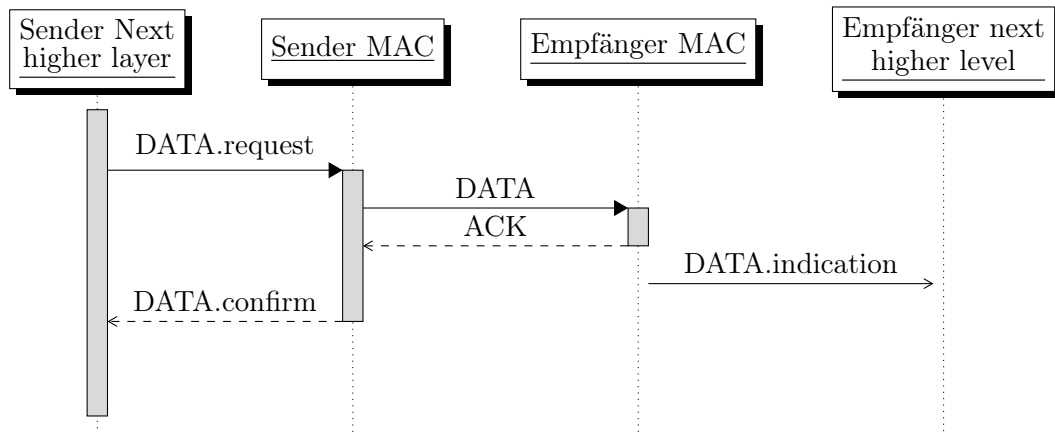 Sender Next
higher layer
Sender MAC
Empfänger MAC
Empfänger next
higher level
DATA.request
DATA
ACK
DATA.indication
DATA.confirm